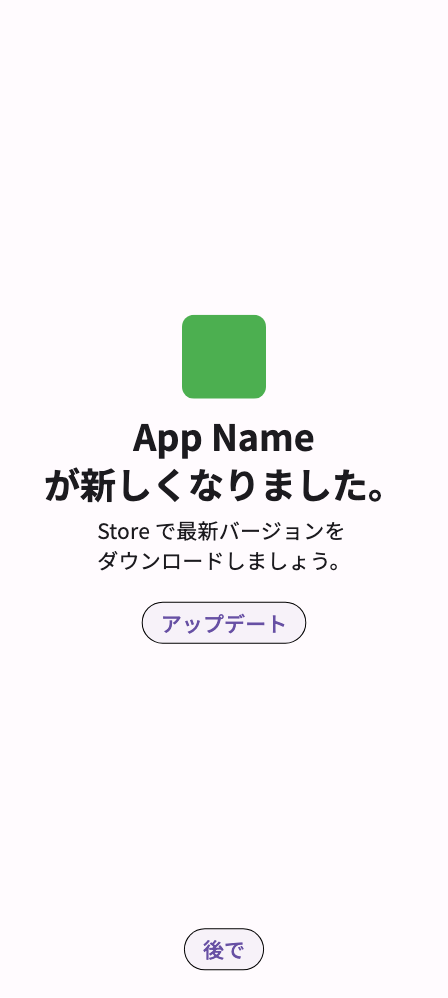 App Name
が新しくなりました。
Store で最新バージョンを
ダウンロードしましょう。
アップデート
後で